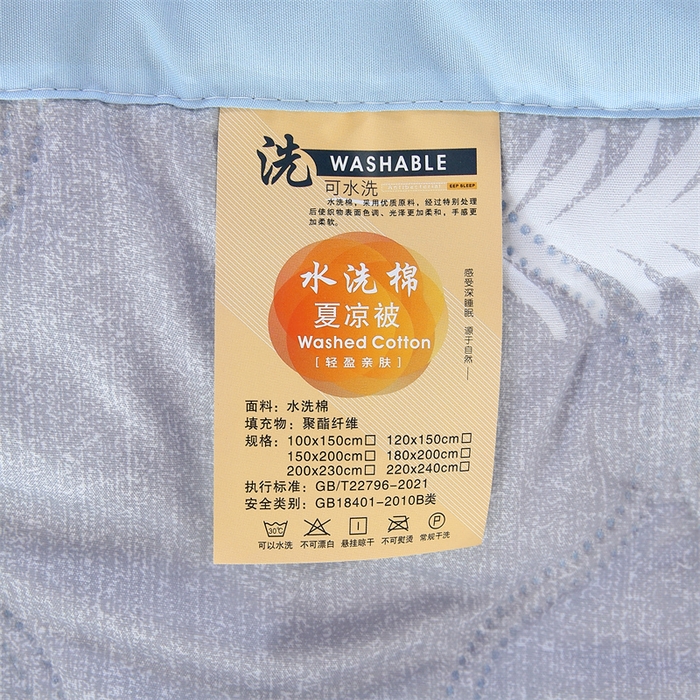 洗 WASHABLE
可水洗 Antibacterial EEP SLEEP
水洗棉，采用优质原料，经过特别处理
后使织物表面色调、光泽更加柔和，手感更
加柔软。
水洗棉
夏凉被
Washed Cotton
[轻盈亲肤]
感受深睡眠 源于自然—
面料：水洗棉
填充物：聚酯纤维
规格：100x150cm□ 120x150cm□
150x200cm□ 180x200cm□
200x230cm□ 220x240cm□
执行标准：GB/T22796-2021
安全类别：GB18401-2010B类
30℃ P
可以水洗 不可漂白 悬挂晾干 不可熨烫 常规干洗